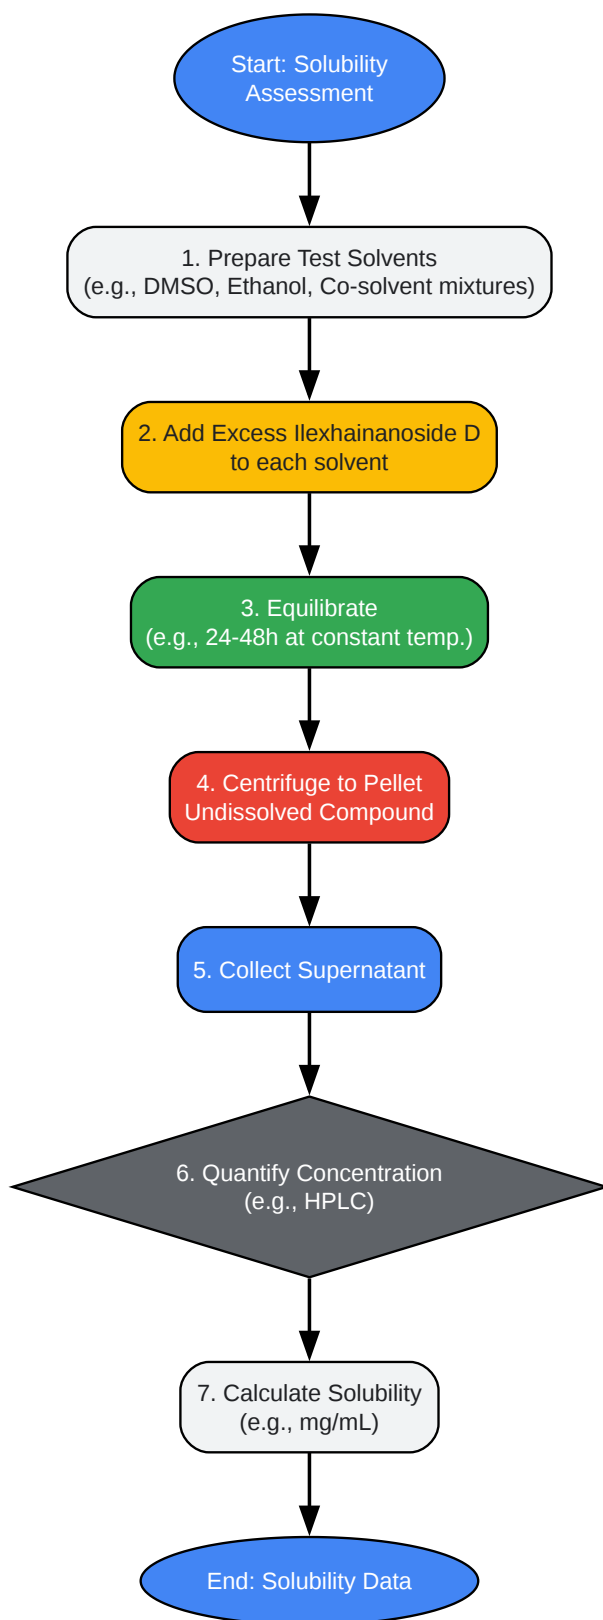 Start: Solubility
Assessment
1. Prepare Test Solvents
(e.g., DMSO, Ethanol, Co-solvent mixtures)
2. Add Excess Ilexhainanoside D
to each solvent
3. Equilibrate
(e.g., 24-48h at constant temp.)
4. Centrifuge to Pellet
Undissolved Compound
5. Collect Supernatant
6. Quantify Concentration
(e.g., HPLC)
7. Calculate Solubility
(e.g., mg/mL)
End: Solubility Data